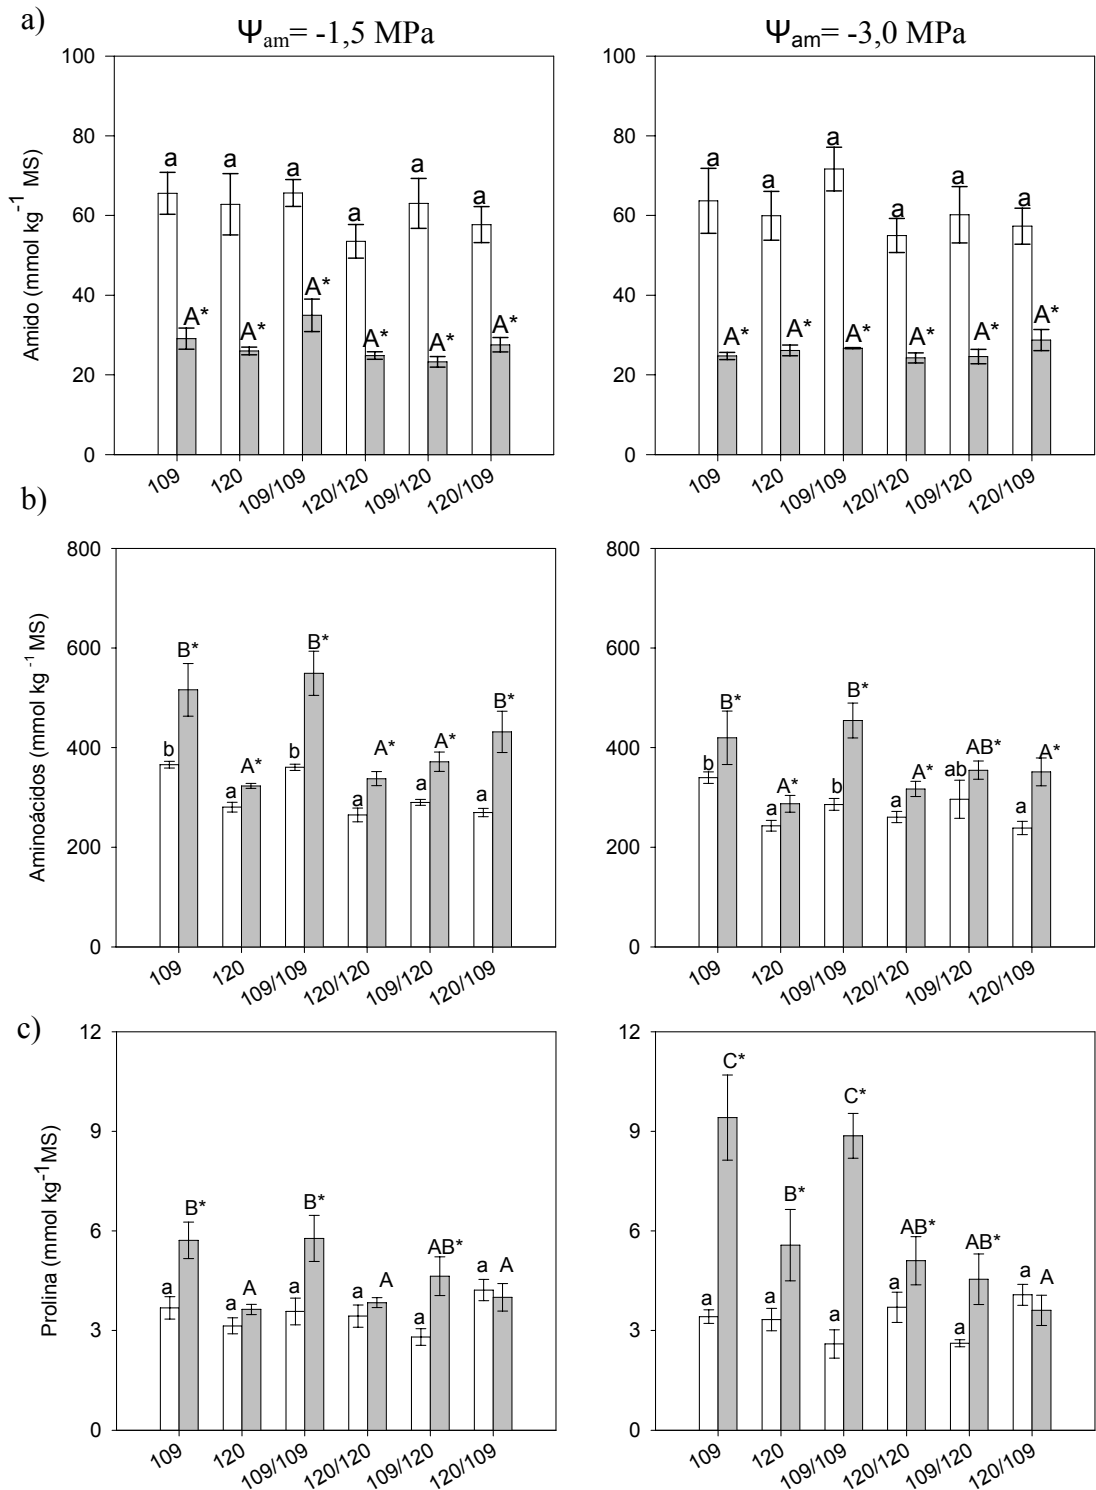 a)
Ψam= -1,5 MPa
Ψam= -3,0 MPa
Amido (mmol kg-1 MS)
100
80
60
40
20
0
a a a a a a
A* A* A* A* A* A*
109 120 109/109 120/120 109/120 120/109
100
80
60
40
20
0
a a a a a a
A* A* A* A* A* A*
109 120 109/109 120/120 109/120 120/109
b)
Aminoácidos (mmol kg-1 MS)
800
600
400
200
0
b B* a A* b B* a A* a A* a B*
109 120 109/109 120/120 109/120 120/109
800
600
400
200
0
b B* a A* b B* a A* ab AB* a A*
109 120 109/109 120/120 109/120 120/109
c)
Prolina (mmol kg-1MS)
12
9
6
3
0
a B* a A a B* a A a AB* a A
109 120 109/109 120/120 109/120 120/109
12
9
6
3
0
a C* a B* a C* a AB* a AB* a A
109 120 109/109 120/120 109/120 120/109